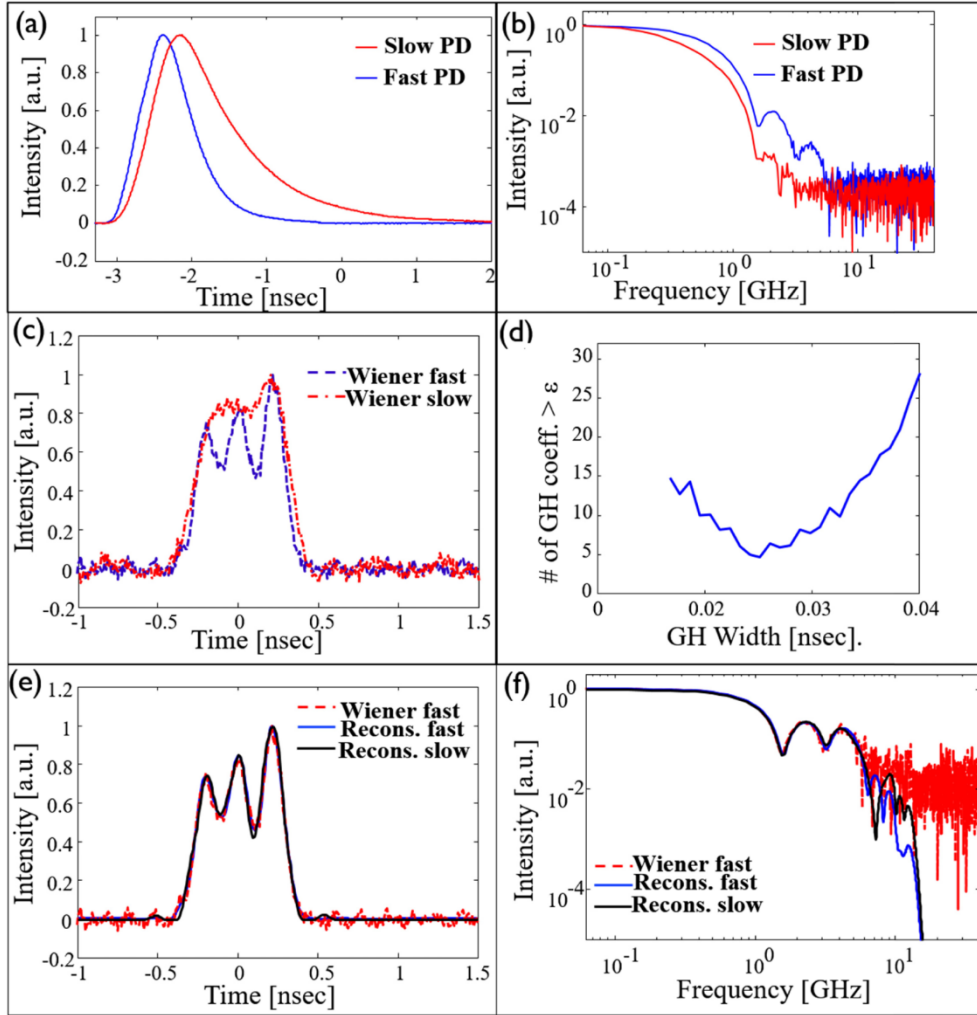 (a)
Intensity [a.u.]
1
0.8
0.6
0.4
0.2
0
-0.2
Slow PD
Fast PD
-3
-2
-1
0
1
2
Time [nsec]
(b)
Intensity [a.u.]
10^0
10^-2
10^-4
Slow PD
Fast PD
10^-1
10^0
10^1
Frequency [GHz]
(c)
Intensity [a.u.]
1.2
1
0.8
0.6
0.4
0.2
0
-0.2
Wiener fast
Wiener slow
-1
-0.5
0
0.5
1
1.5
Time [nsec]
(d)
# of GH coeff. > ε
30
25
20
15
10
5
0
0
0.02
0.03
0.04
GH Width [nsec].
(e)
Intensity [a.u.]
1.2
1
0.8
0.6
0.4
0.2
0
-0.2
Wiener fast
Recons. fast
Recons. slow
-1
-0.5
0
0.5
1
1.5
Time [nsec]
(f)
Intensity [a.u.]
10^0
10^-2
10^-4
Wiener fast
Recons. fast
Recons. slow
10^-1
10^0
10^1
Frequency [GHz]